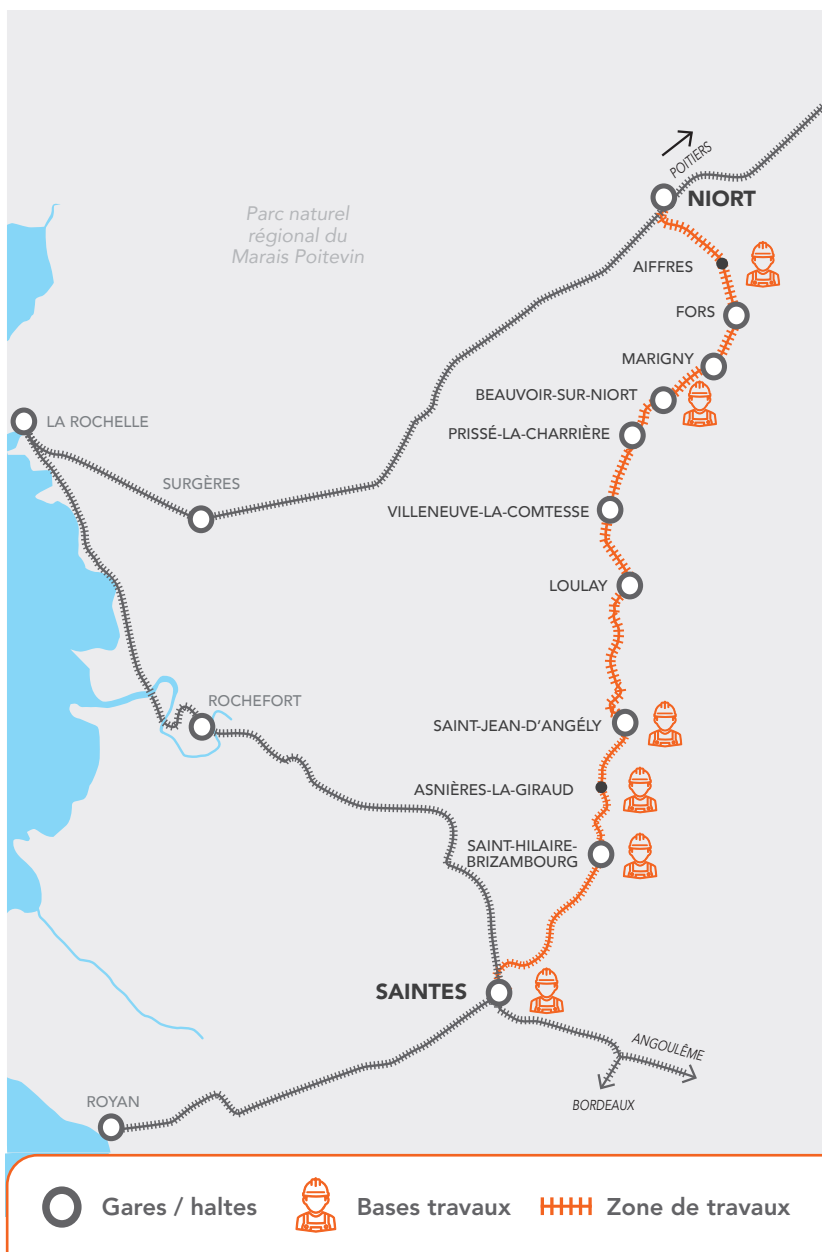 POITIERS
NIORT
Parc naturel
régional du
Marais Poitevin
AIFFRES
FORS
MARIGNY
BEAUVOIR-SUR-NIORT
LA ROCHELLE
PRISSÉ-LA-CHARRIÈRE
SURGÈRES
VILLENEUVE-LA-COMTESSE
LOULAY
ROCHEFORT
SAINT-JEAN-D'ANGÉLY
ASNIÈRES-LA-GIRAUD
SAINT-HILAIRE-
BRIZAMBOURG
SAINTES
ANGOULÊME
ROYAN
BORDEAUX
Gares / haltes
Bases travaux
Zone de travaux